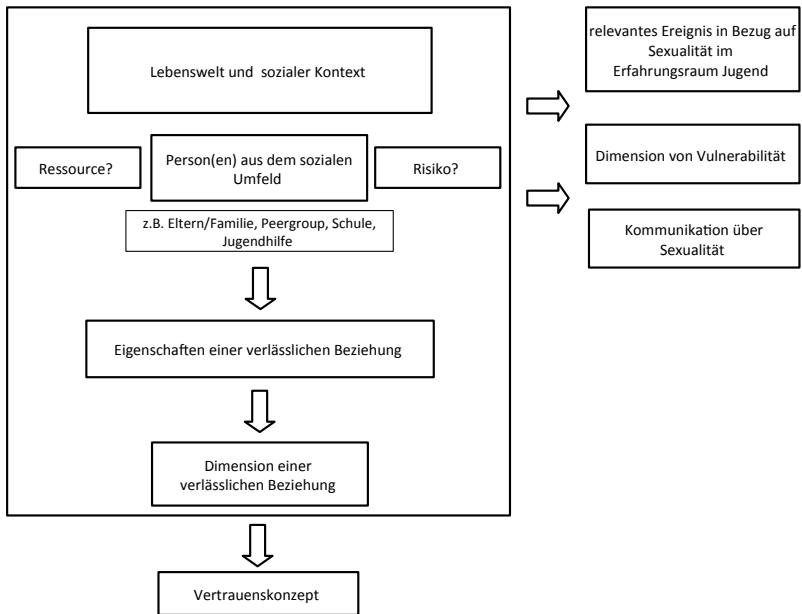 Lebenswelt und sozialer Kontext
Ressource?
Person(en) aus dem sozialen
Umfeld
Risiko?
z.B. Eltern/Familie, Peergroup, Schule,
Jugendhilfe
Eigenschaften einer verlässlichen Beziehung
Dimension einer
verlässlichen Beziehung
Vertrauenskonzept
relevantes Ereignis in Bezug auf
Sexualität im
Erfahrungsraum Jugend
Dimension von Vulnerabilität
Kommunikation über
Sexualität